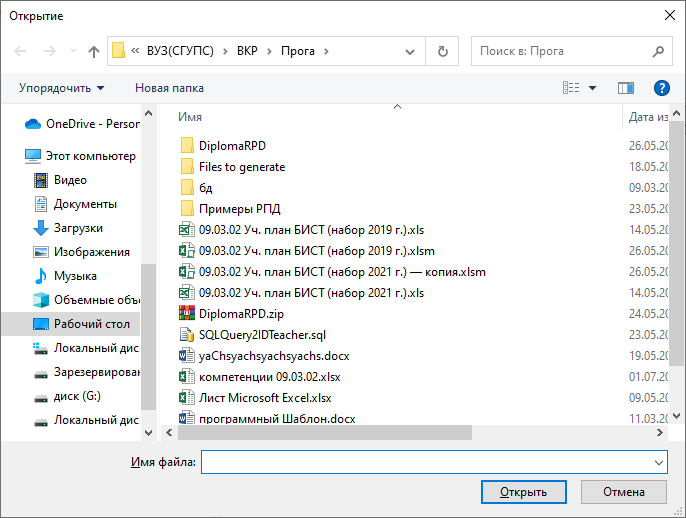 Открытие
« ВУЗ(СГУПС) > ВКР > Прога >
Поиск в: Прога
Упорядочить
Новая папка
OneDrive - Person
Этот компьютер
Видео
Документы
Загрузки
Изображения
Музыка
Объемные объе
Рабочий стол
Локальный дис
Зарезервирован
диск (G:)
Локальный дис
Имя
Дата из
DiplomaRPD 26.05.20
Files to generate 18.05.20
бд 09.03.20
Примеры РПД 23.05.20
09.03.02 Уч. план БИСТ (набор 2019 г.).xls 14.05.20
09.03.02 Уч. план БИСТ (набор 2019 г.).xlsm 26.05.20
09.03.02 Уч. план БИСТ (набор 2021 г.) — копия.xlsm 26.05.20
09.03.02 Уч. план БИСТ (набор 2021 г.).xls 14.05.20
DiplomaRPD.zip 24.05.20
SQLQuery2IDTeacher.sql 23.05.20
yaChsyachsyachsyachs.docx 19.05.20
компетенции 09.03.02.xlsx 01.07.20
Лист Microsoft Excel.xlsx 09.05.20
программный Шаблон.docx 11.03.20
Имя файла:
Открыть
Отмена